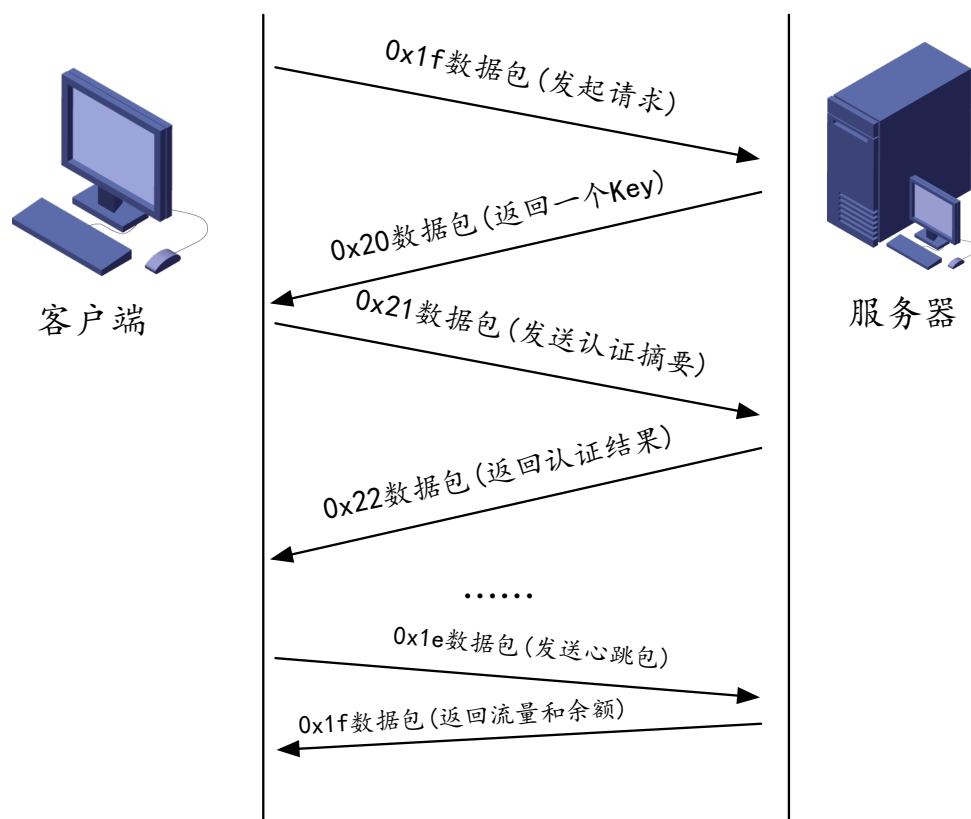 0x1f数据包(发起请求)
0x20数据包(返回一个Key)
客户端
服务器
0x21数据包(发送认证摘要)
0x22数据包(返回认证结果)
......
0x1e数据包(发送心跳包)
0x1f数据包(返回流量和余额)